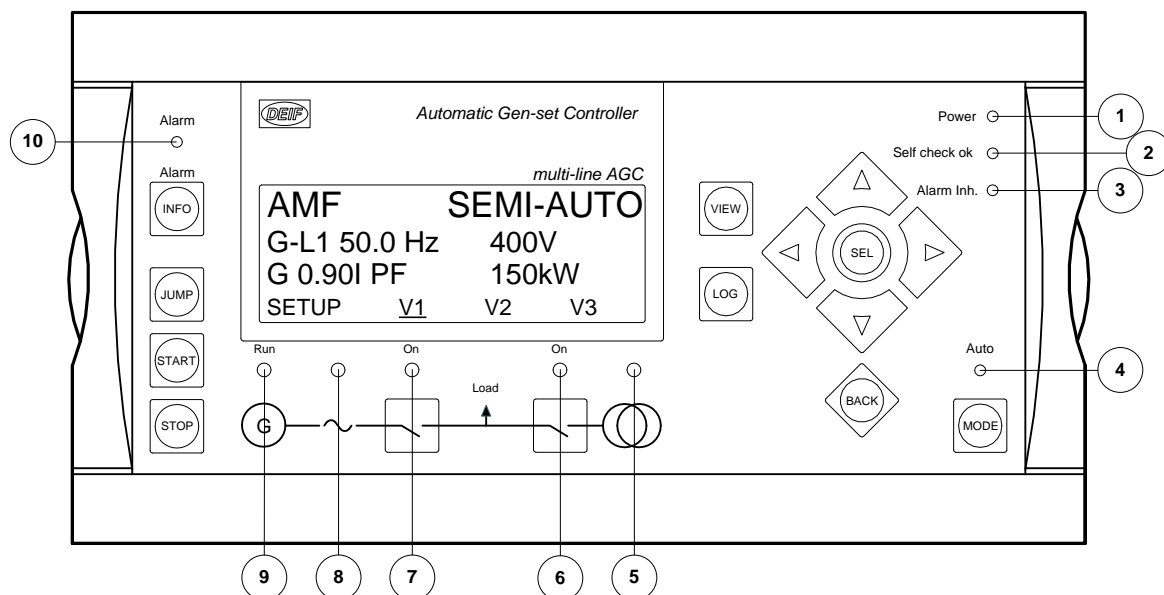 DEIF
Automatic Gen-set Controller
multi-line AGC
AMF SEMI-AUTO
G-L1 50.0 Hz 400V
G 0.90I PF 150kW
SETUP V1 V2 V3
Alarm
Alarm
INFO
JUMP
START
STOP
Run
On
On
Load
G
VIEW
LOG
Power
Self check ok
Alarm Inh.
SEL
BACK
Auto
MODE
1
2
3
4
5
6
7
8
9
10